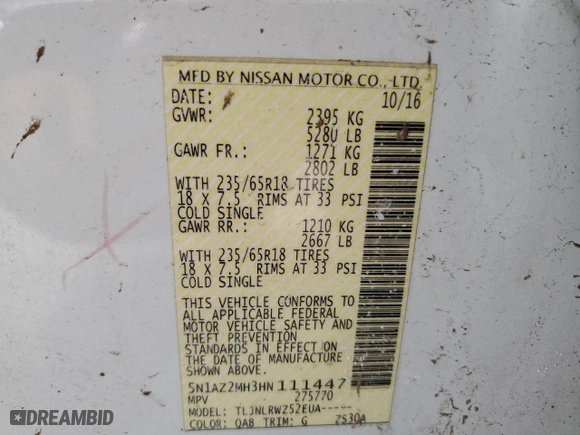 MFD BY NISSAN MOTOR CO., LTD.
DATE: 10/16
GVWR: 2395 KG
5280 LB
GAWR FR.: 1271 KG
2802 LB
WITH 235/65R18 TIRES
18 X 7.5 RIMS AT 33 PSI
COLD SINGLE
GAWR RR.: 1210 KG
2667 LB
WITH 235/65R18 TIRES
18 X 7.5 RIMS AT 33 PSI
COLD SINGLE
THIS VEHICLE CONFORMS TO
ALL APPLICABLE FEDERAL
MOTOR VEHICLE SAFETY AND
THEFT PREVENTION
STANDARDS IN EFFECT ON
THE DATE OF MANUFACTURE
SHOWN ABOVE.
5N1AZ2MH3HN111447
MPV 275770
MODEL: TLJNLRWZ52EUA-----
COLOR: QAB TRIM: G ZS30A
DREAMBID